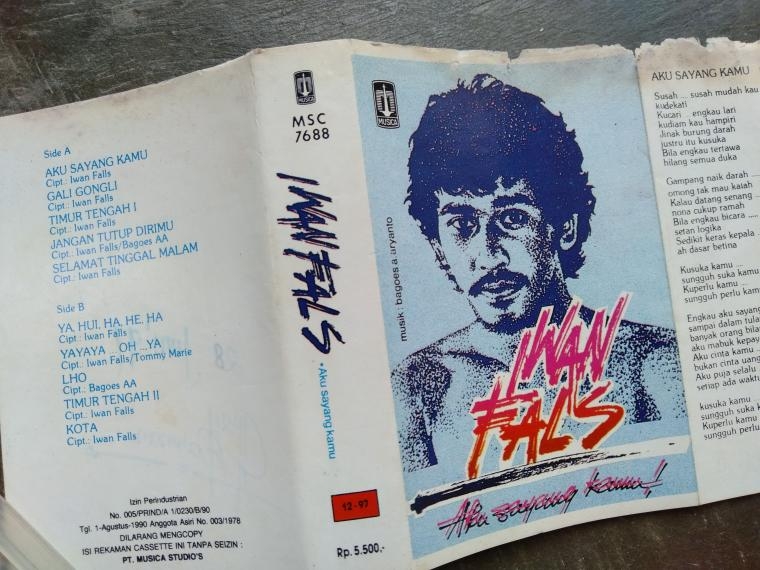 Side A
AKU SAYANG KAMU
Cipt.: Iwan Falls
GALI GONGLI
Cipt.: Iwan Falls
TIMUR TENGAH I
Cipt.: Iwan Falls
JANGAN TUTUP DIRIMU
Cipt.: Iwan Falls/Bagoes AA
SELAMAT TINGGAL MALAM
Cipt.: Iwan Falls
Side B
YA HUI, HA, HE, HA
Cipt.: Iwan Falls
YAYAYA ... OH ...YA
Cipt.: Iwan Falls/Tommy Marie
LHO
Cipt.: Bagoes AA
TIMUR TENGAH II
Cipt.: Iwan Falls
KOTA
Cipt.: Iwan Falls
Izin Perindustrian
No. 005/PRIND/A 1/0230/B/90
Tgl. 1-Agustus-1990 Anggota Asiri No. 003/1978
DILARANG MENGCOPY
ISI REKAMAN CASSETTE INI TANPA SEIZIN :
PT. MUSICA STUDIO'S
MUSICA
MSC
7688
IWAN FALS
- Aku sayang kamu
12-97
Rp. 5.500,-
MUSICA
musik : bagoes a aryanto
IWAN
FALS
Aku sayang kamu!!
AKU SAYANG KAMU
Susah ... susah mudah kau
kudekati
Kucari ... engkau lari
kudiam kau hampiri
Jinak burung darah
justru itu kusuka
Bila engkau tertawa
hilang semua duka
Gampang naik darah ....
omong tak mau kalah
Kalau datang senang ...
nona cukup ramah
Bila engkau bicara .....
setan logika
Sedikit keras kepala ...
ah dasar betina
Kusuka kamu ...
sungguh suka kamu
Kuperlu kamu ...
sungguh perlu kam
Engkau aku sayang
sampai dalam tula
banyak orang bila
aku mabuk kepay
Aku cinta kamu ...
bukan cinta uang
Aku puja selalu
setiap ada waktu
kusuka kamu ...
sungguh suka k
Kuperlu kamu ...
sungguh perlu